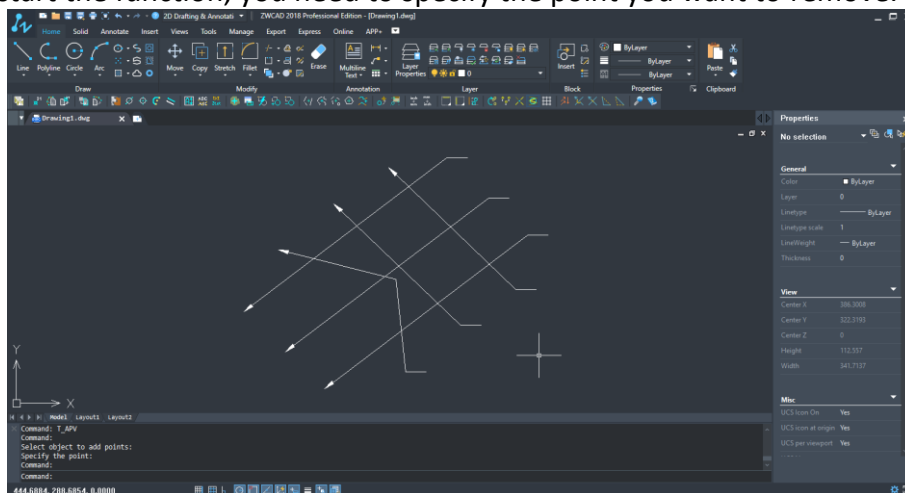 start the function, you need to specify the point you want to remove
2D Drafting & Annotati
ZWCAD 2018 Professional Edition - [Drawing1.dwg]
Home Solid Annotate Insert Views Tools Manage Export Express Online APP+
Line Polyline Circle Arc Move Copy Stretch Fillet Erase Multiline Text Layer Properties 0 Insert ByLayer Paste
ByLayer
ByLayer
Draw Modify Annotation Layer Block Properties Clipboard
Drawing1.dwg
Properties
No selection
General
Color ByLayer
Layer 0
Linetype ByLayer
Linetype scale 1
LineWeight ByLayer
Thickness 0
View
Center X 386.3008
Center Y 322.3193
Center Z 0
Height 112.557
Width 341.7137
Misc
UCS Icon On Yes
UCS icon at origin Yes
UCS per viewport Yes
Y
X
Model Layout1 Layout2
Command: T_APV
Command:
Select object to add points:
Specify the point:
Command:
Command:
444.6884, 288.6854, 0.0000